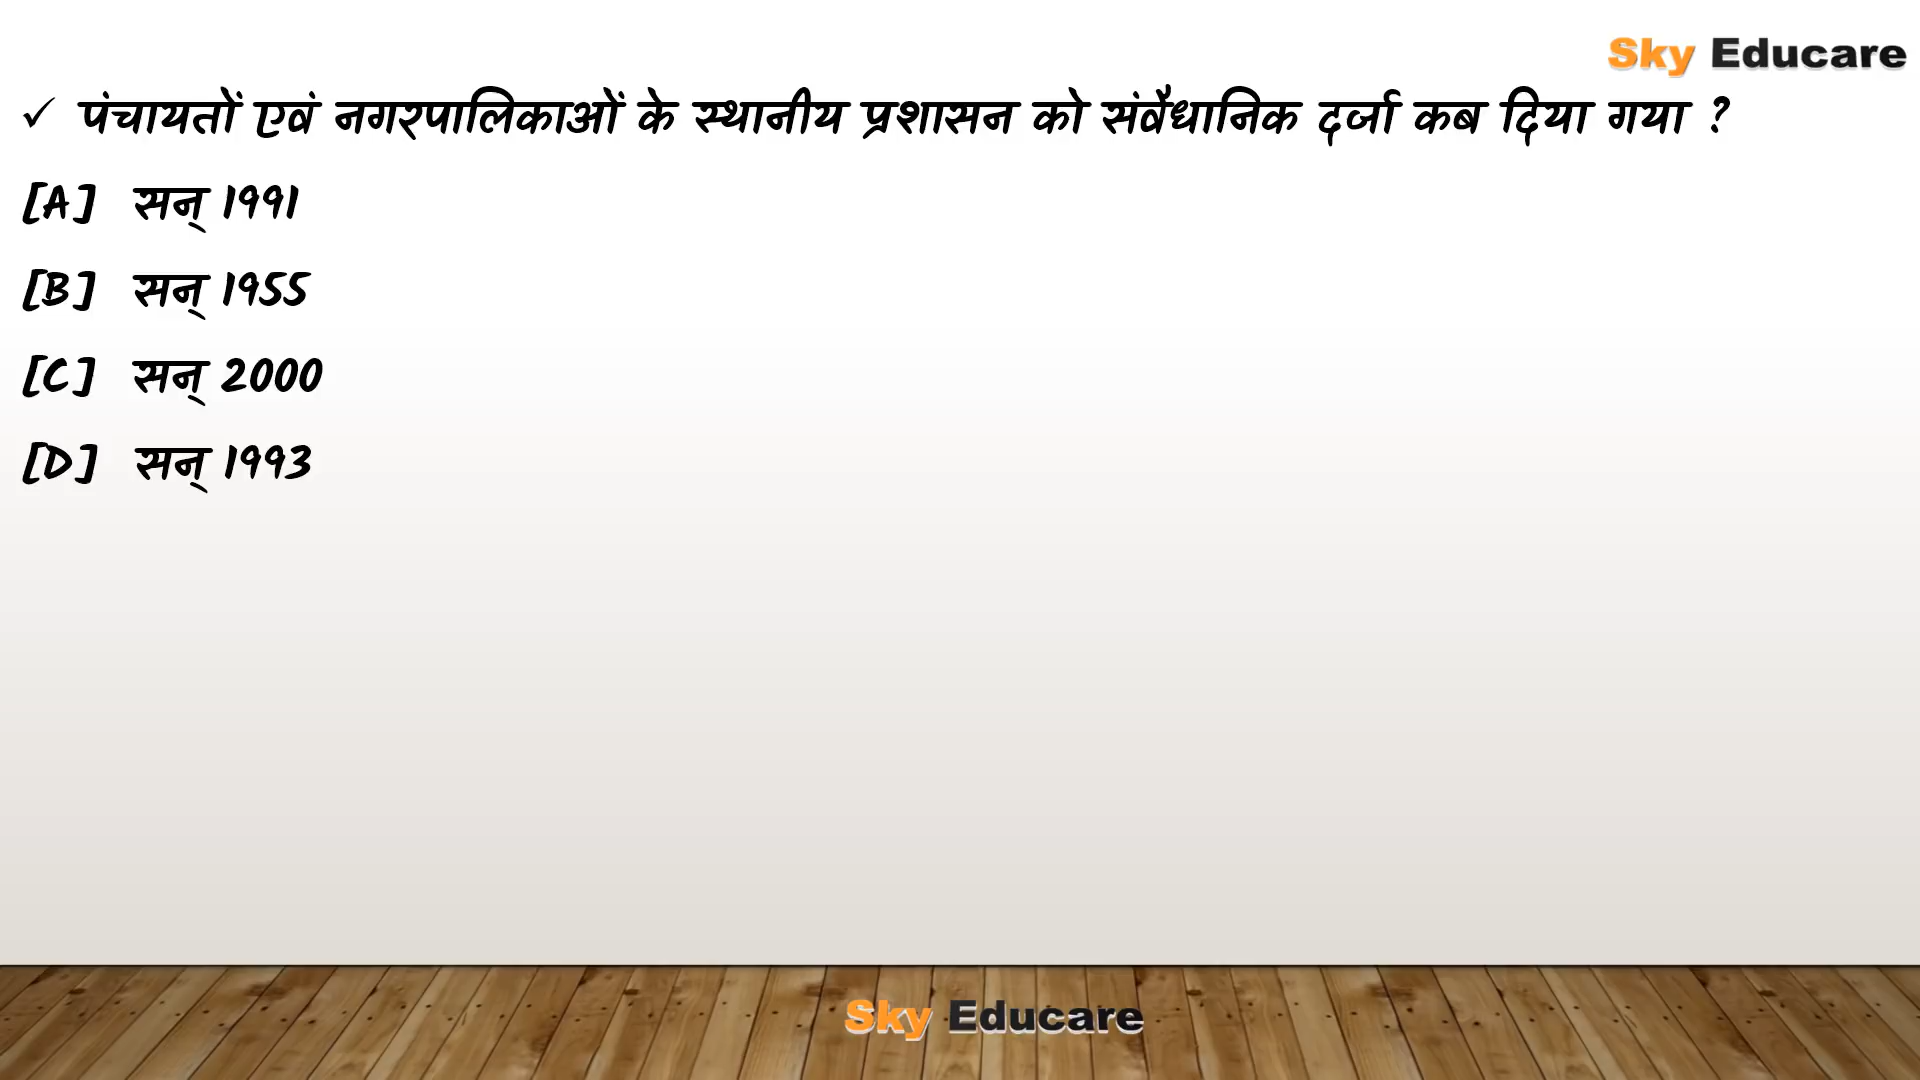 Sky Educare
✓ पंचायतों एवं नगरपालिकाओं के स्थानीय प्रशासन को संवैधानिक दर्जा कब दिया गया ?
[A] सन् 1991
[B] सन् 1955
[C] सन् 2000
[D] सन् 1993
Sky Educare